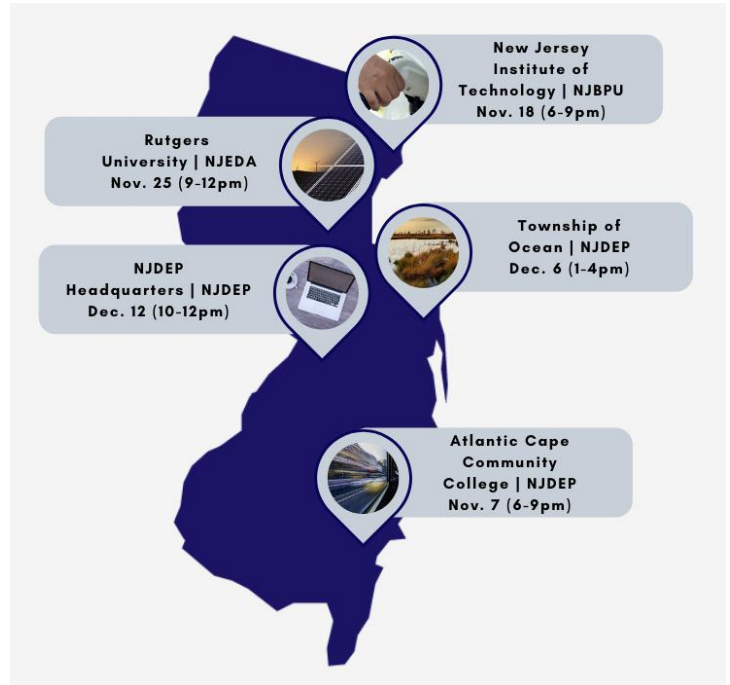 New Jersey
Institute of
Technology | NJBPU
Nov. 18 (6-9pm)
Rutgers
University | NJEDA
Nov. 25 (9-12pm)
Township of
Ocean | NJDEP
Dec. 6 (1-4pm)
NJDEP
Headquarters | NJDEP
Dec. 12 (10-12pm)
Atlantic Cape
Community
College | NJDEP
Nov. 7 (6-9pm)